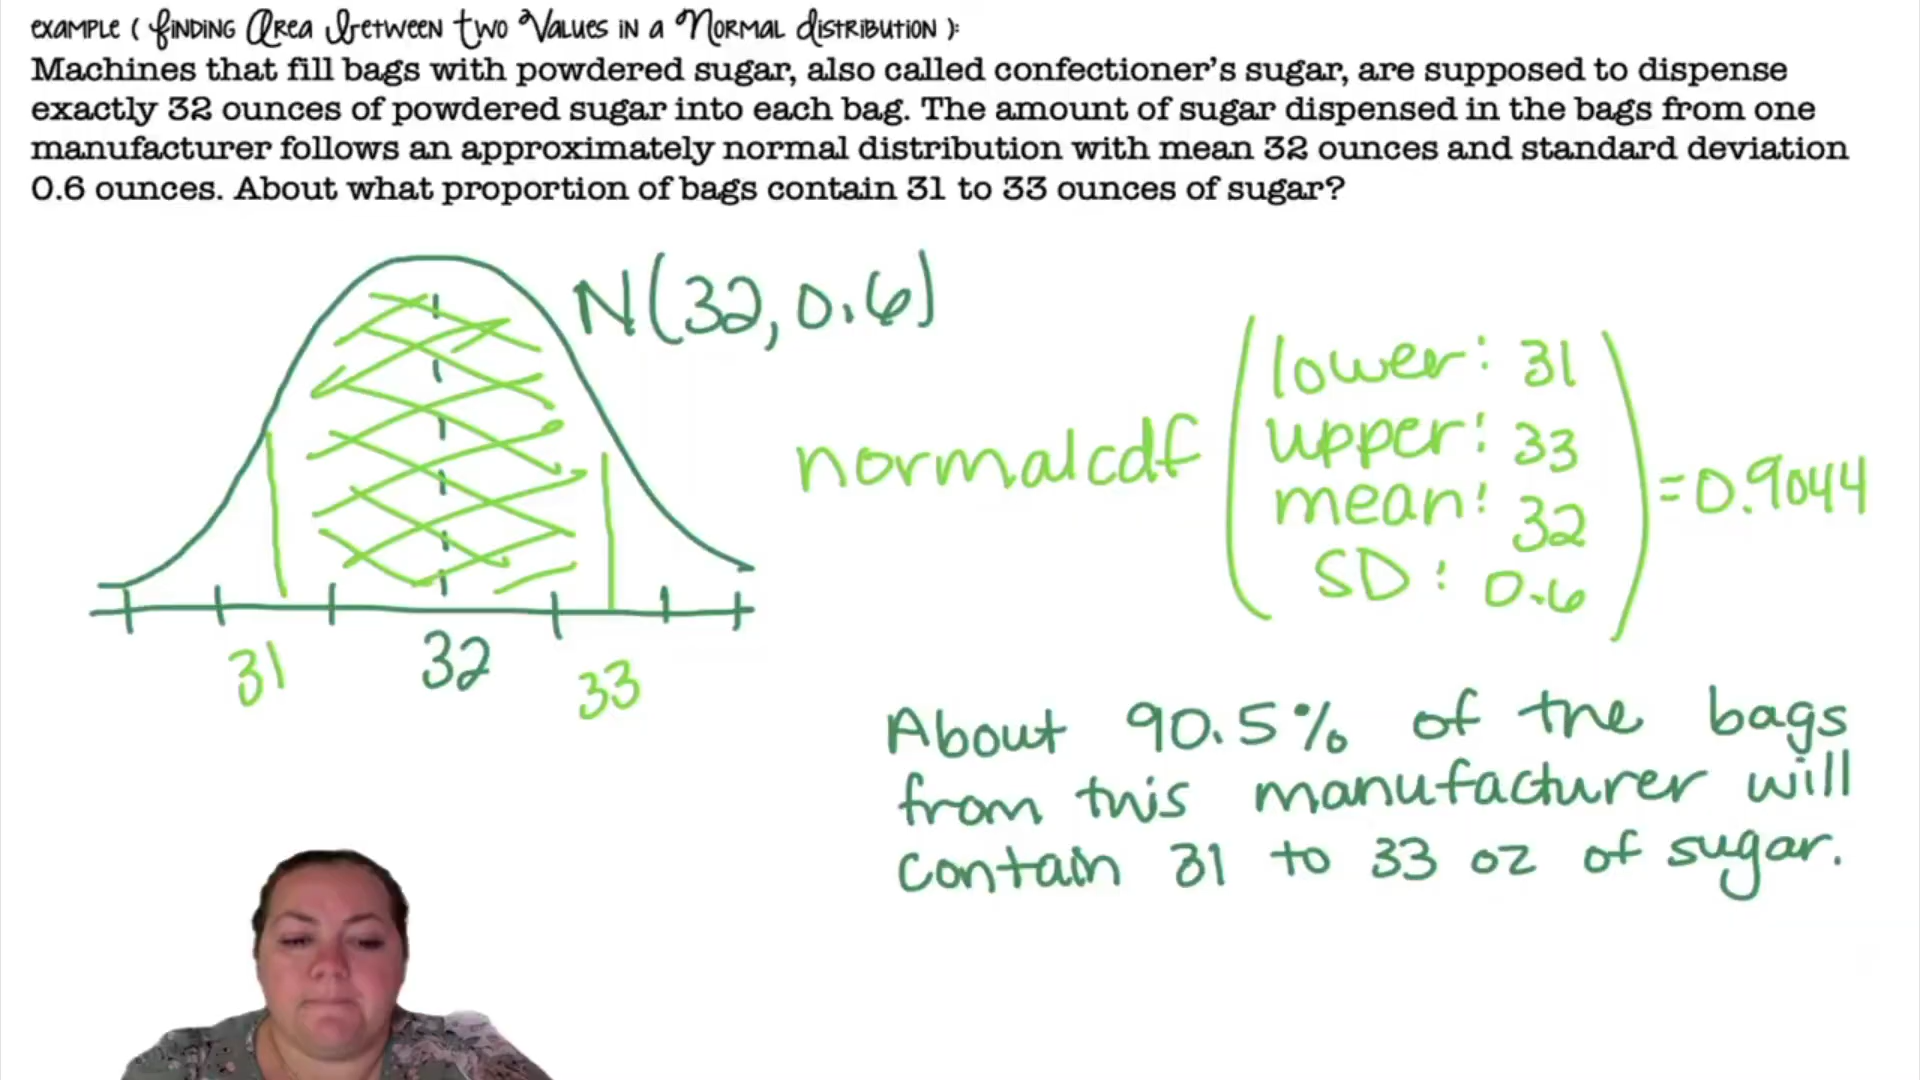 EXAMPLE ( FINDING AREA BETWEEN TWO VALUES IN A NORMAL DISTRIBUTION ):
Machines that fill bags with powdered sugar, also called confectioner’s sugar, are supposed to dispense
exactly 32 ounces of powdered sugar into each bag. The amount of sugar dispensed in the bags from one
manufacturer follows an approximately normal distribution with mean 32 ounces and standard deviation
0.6 ounces. About what proportion of bags contain 31 to 33 ounces of sugar?
N(32, 0.6)
31 32 33
normalcdf
lower: 31
upper: 33
mean: 32
SD: 0.6
=0.9044
About 90.5% of the bags
from this manufacturer will
contain 31 to 33 oz of sugar.